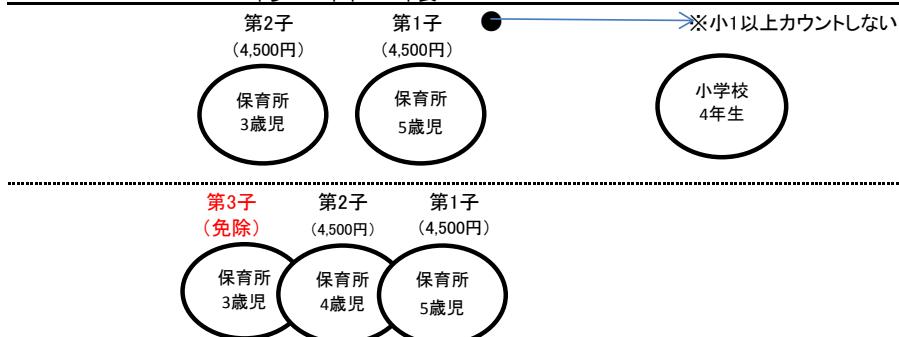 第2子
第1子
※小1以上カウントしない
(4,500円)
(4,500円)
保育所
3歳児
保育所
5歳児
小学校
4年生
第3子
第2子
第1子
(免除)
(4,500円)
(4,500円)
保育所
3歳児
保育所
4歳児
保育所
5歳児